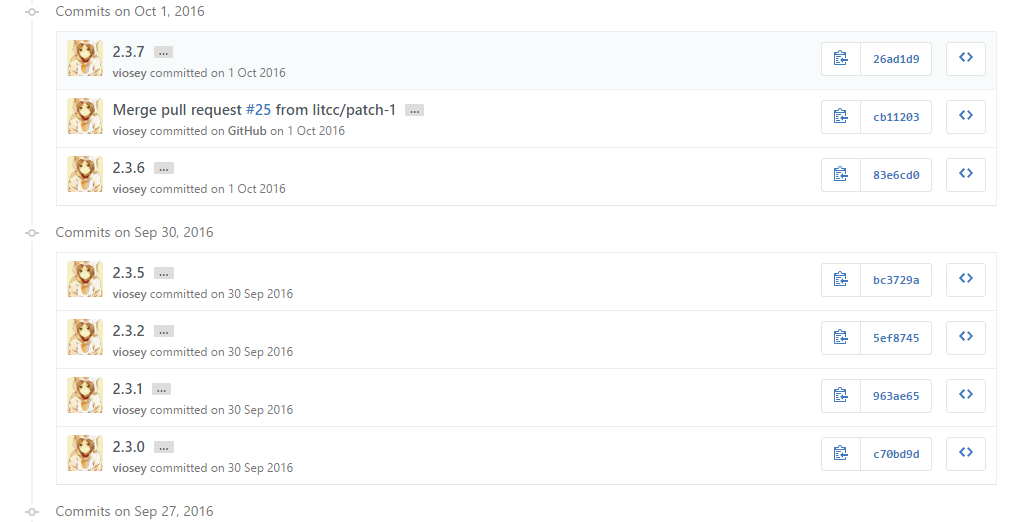 Commits on Oct 1, 2016
2.3.7 ...
viosey committed on 1 Oct 2016
26ad1d9
Merge pull request #25 from litcc/patch-1 ...
viosey committed on GitHub on 1 Oct 2016
cb11203
2.3.6 ...
viosey committed on 1 Oct 2016
83e6cd0
Commits on Sep 30, 2016
2.3.5 ...
viosey committed on 30 Sep 2016
bc3729a
2.3.2 ...
viosey committed on 30 Sep 2016
5ef8745
2.3.1 ...
viosey committed on 30 Sep 2016
963ae65
2.3.0 ...
viosey committed on 30 Sep 2016
c70bd9d
Commits on Sep 27, 2016